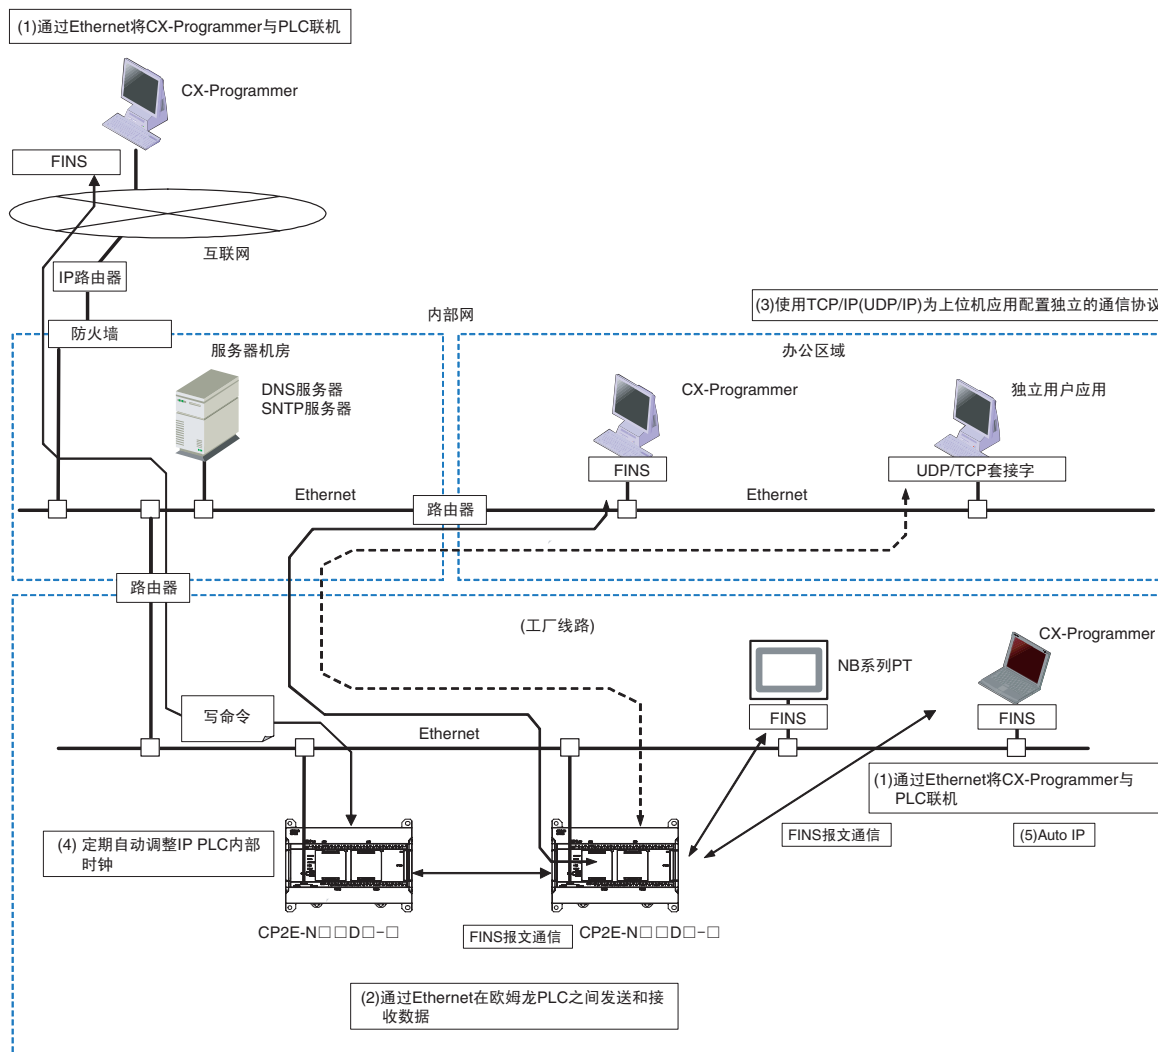 (1)通过Ethernet将CX-Programmer与PLC联机
CX-Programmer
FINS
互联网
IP路由器
内部网
(3)使用TCP/IP(UDP/IP)为上位机应用配置独立的通信协议
防火墙
服务器机房
办公区域
DNS服务器
SNTP服务器
CX-Programmer
独立用户应用
FINS
UDP/TCP套接字
Ethernet
路由器
Ethernet
路由器
(工厂线路)
CX-Programmer
NB系列PT
写命令
FINS
FINS
Ethernet
(1)通过Ethernet将CX-Programmer与
PLC联机
(4) 定期自动调整IP PLC内部
时钟
FINS报文通信
(5)Auto IP
CP2E-N□□D□-□
FINS报文通信
CP2E-N□□D□-□
(2)通过Ethernet在欧姆龙PLC之间发送和接
收数据